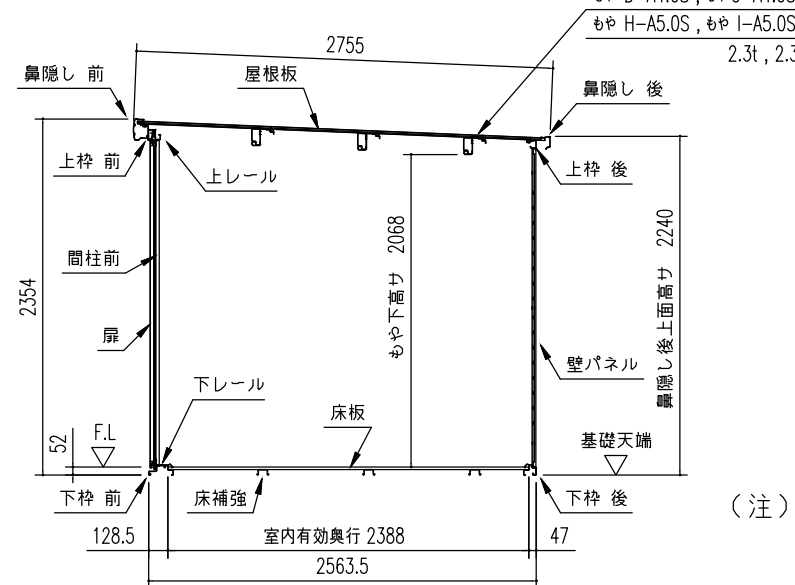 もや H-A5.0S , もや I-A5.0S
2.3t , 2.3
2755
鼻隠し 前
屋根板
鼻隠し 後
上枠 前
上レール
上枠 後
間柱前
2354
もや下高サ 2068
鼻隠し後上面高サ 2240
扉
壁パネル
下レール
床板
F.L
52
基礎天端
下枠 前
床補強
下枠 後
(注)
128.5
室内有効奥行 2388
47
2563.5